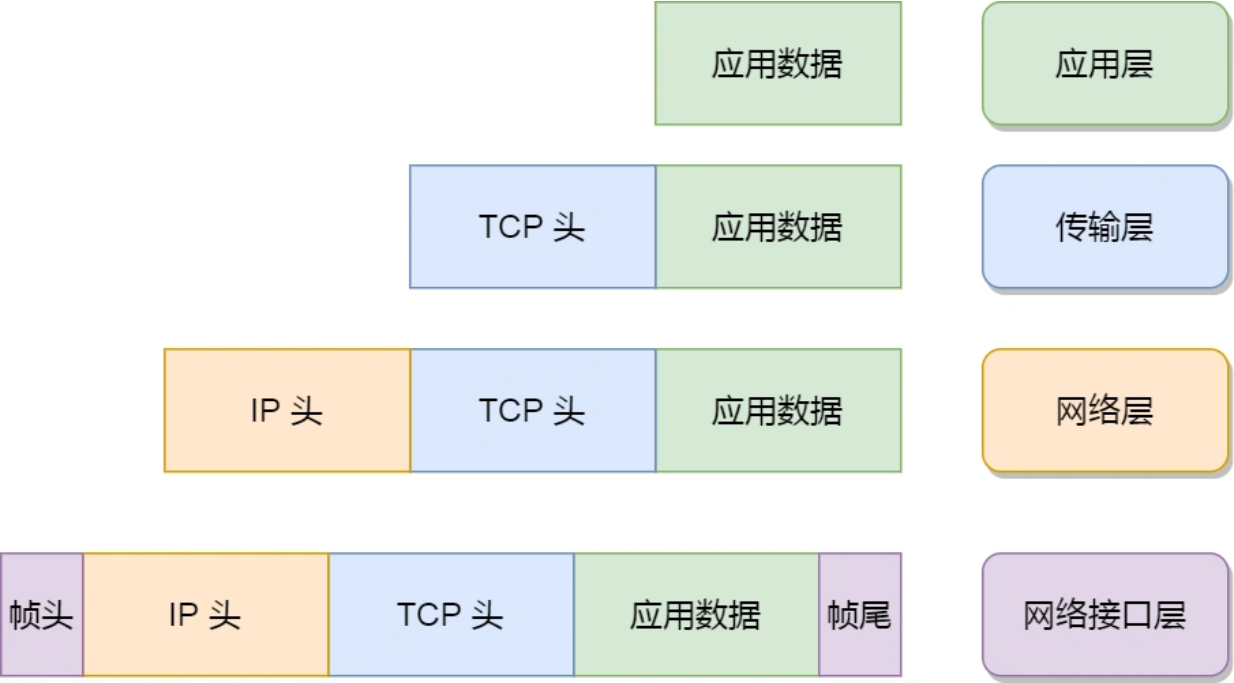 应用数据 应用层
TCP 头 应用数据 传输层
IP 头 TCP 头 应用数据 网络层
帧头 IP 头 TCP 头 应用数据 帧尾 网络接口层